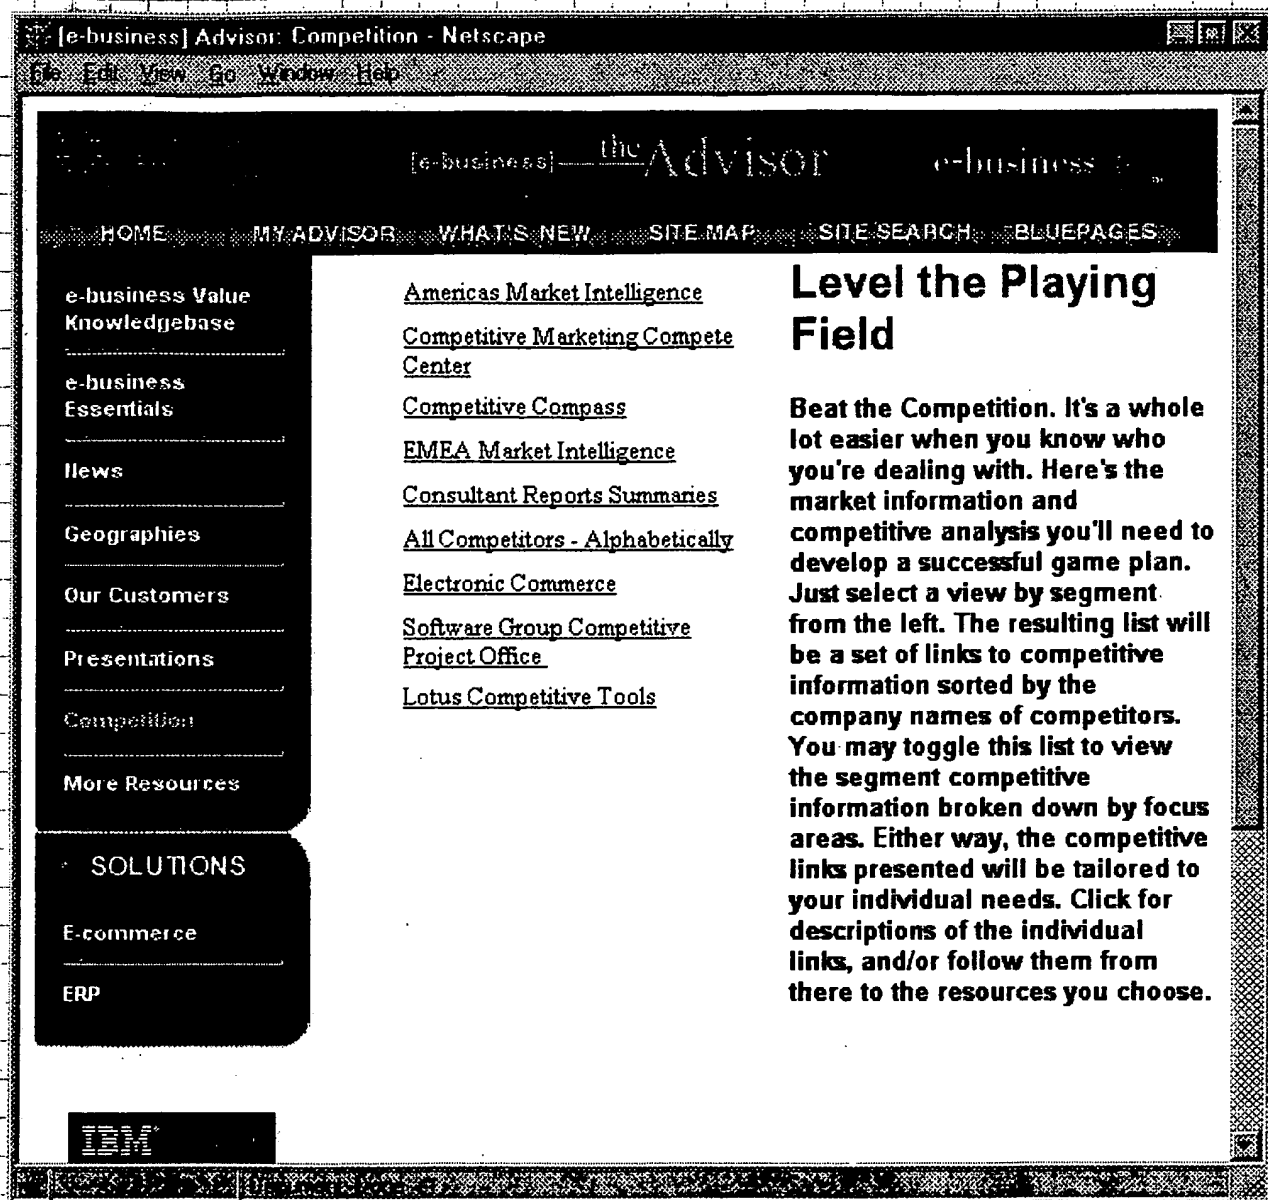 [e-business] Advisor: Competition - Netscape
File Edit View Go Window Help
[e-business] the Advisor e-business
HOME MY ADVISOR WHAT'S NEW SITE MAP SITE SEARCH BLUEPAGES
e-business Value
Knowledgebase
e-business
Essentials
News
Geographies
Our Customers
Presentations
Competition
More Resources
SOLUTIONS
E-commerce
ERP
IBM
Americas Market Intelligence
Competitive Marketing Compete
Center
Competitive Compass
EMEA Market Intelligence
Consultant Reports Summaries
All Competitors - Alphabetically
Electronic Commerce
Software Group Competitive
Project Office
Lotus Competitive Tools
Level the Playing
Field
Beat the Competition. It's a whole
lot easier when you know who
you're dealing with. Here's the
market information and
competitive analysis you'll need to
develop a successful game plan.
Just select a view by segment
from the left. The resulting list will
be a set of links to competitive
information sorted by the
company names of competitors.
You may toggle this list to view
the segment competitive
information broken down by focus
areas. Either way, the competitive
links presented will be tailored to
your individual needs. Click for
descriptions of the individual
links, and/or follow them from
there to the resources you choose.